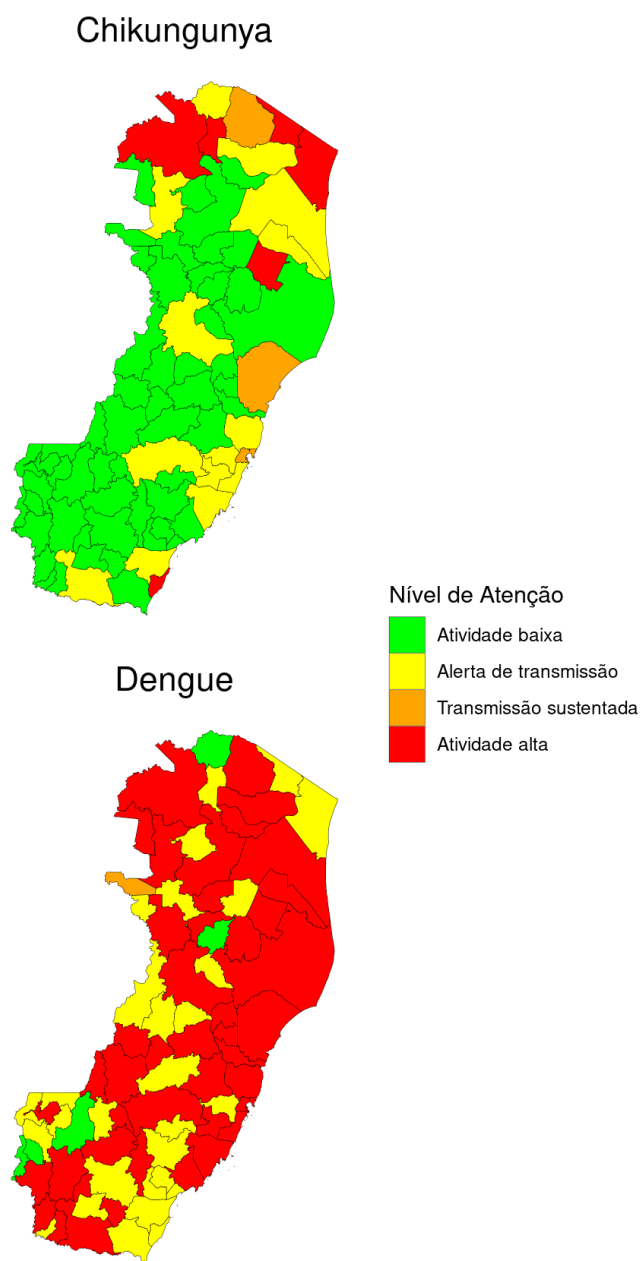 Chikungunya
Nível de Atenção
Atividade baixa
Alerta de transmissão
Transmissão sustentada
Atividade alta
Dengue